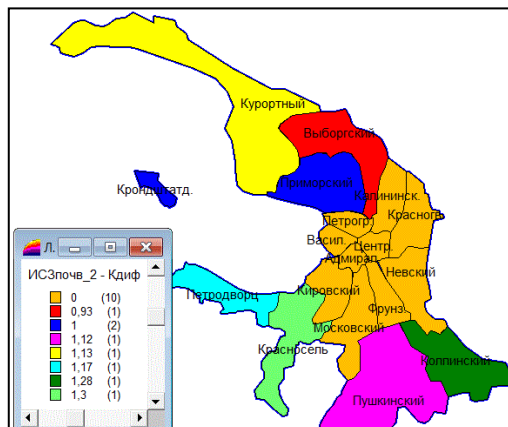 Курортный
Выборгский
Приморский
Калининск.
Красногв.
Петрогр.
Васил.
Центр.
Адмирал.
Невский
Кировский
Фрунз.
Петродворц
Московский
Красносель
Колпинский
Пушкинский
Л.
ИСЗпочв_2 - Кдиф
0 (10)
0,93 (1)
1 (2)
1,12 (1)
1,13 (1)
1,17 (1)
1,28 (1)
1,3 (1)